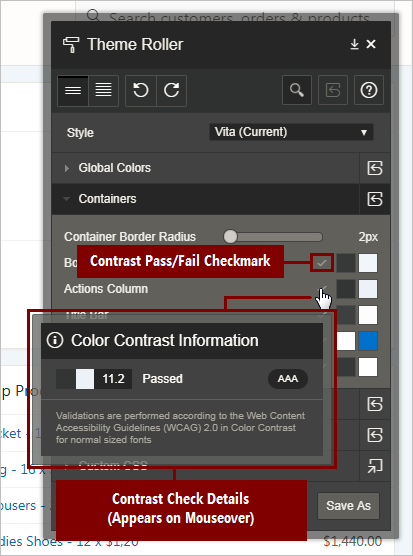 Search customers, orders & products
Theme Roller
Style
Vita (Current)
Global Colors
Containers
Container Border Radius
2px
Bo
Contrast Pass/Fail Checkmark
Actions Column
Title Bar
Color Contrast Information
11.2 Passed AAA
Validations are performed according to the Web Content
Accessibility Guidelines (WCAG) 2.0 in Color Contrast
for normal sized fonts
Custom CSS
Contrast Check Details
(Appears on Mouseover)
Save As
p Pro
cket -
g - 16 x
ousers -
dies Shoes - 12 x $1,20
$1,440.00